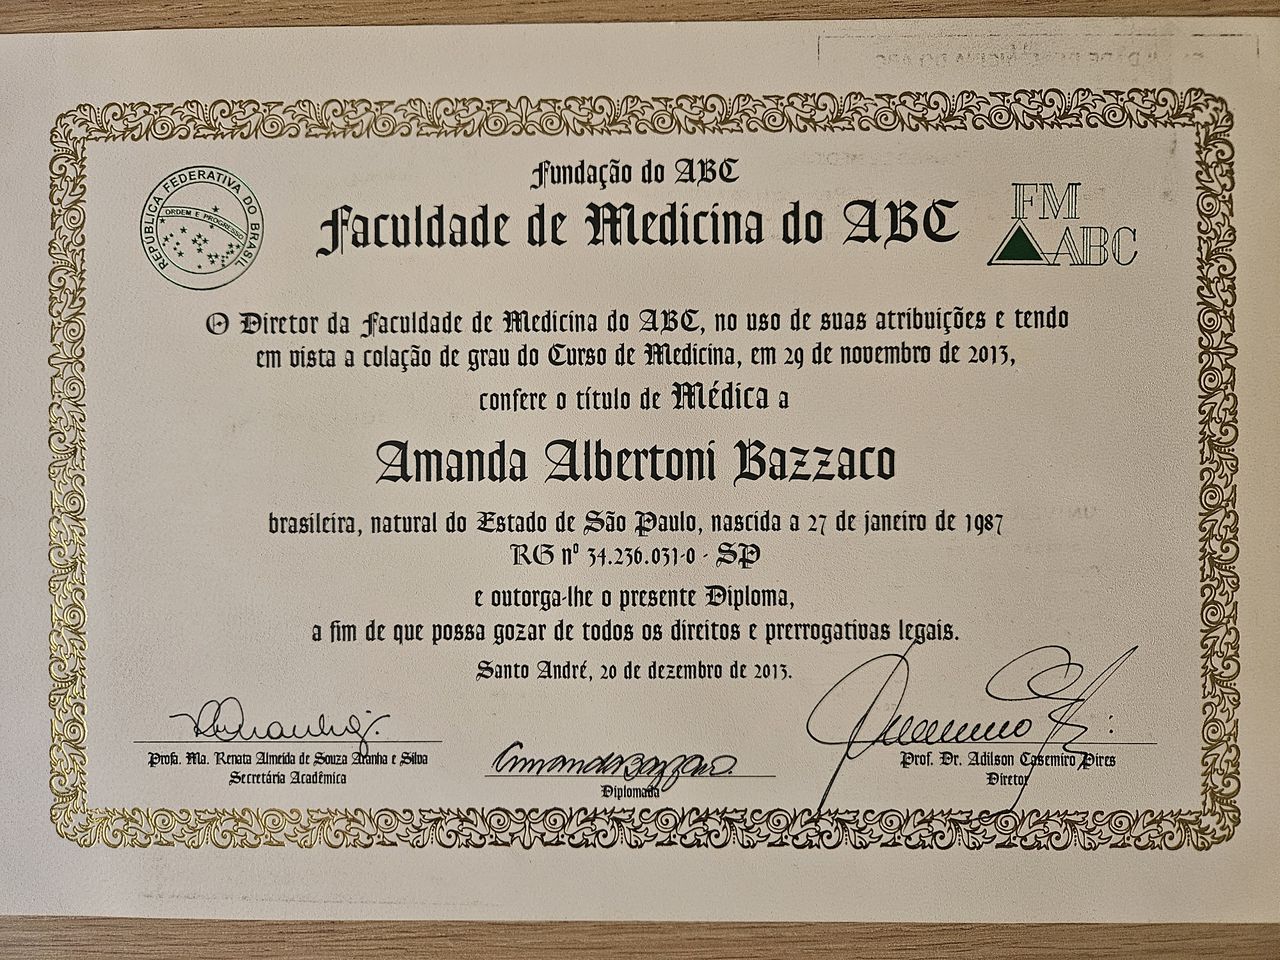 Fundação do ABC
Faculdade de Medicina do ABC
REPÚBLICA FEDERATIVA DO BRASIL
ORDEM E PROGRESSO
FM
ABC
O Diretor da Faculdade de Medicina do ABC, no uso de suas atribuições e tendo
em vista a colação de grau do Curso de Medicina, em 29 de novembro de 2013,
confere o título de Médica a
Amanda Albertoni Bazzaco
brasileira, natural do Estado de São Paulo, nascida a 27 de janeiro de 1987
RG nº 34.236.031-0 - SP
e outorga-lhe o presente Diploma,
a fim de que possa gozar de todos os direitos e prerrogativas legais.
Santo André, 20 de dezembro de 2013.
Profa. Ma. Renata Almeida de Souza Aranha e Silva
Secretária Acadêmica
Amanda Bazzaco
Diplomada
Prof. Dr. Adilson Casemiro Pires
Diretor